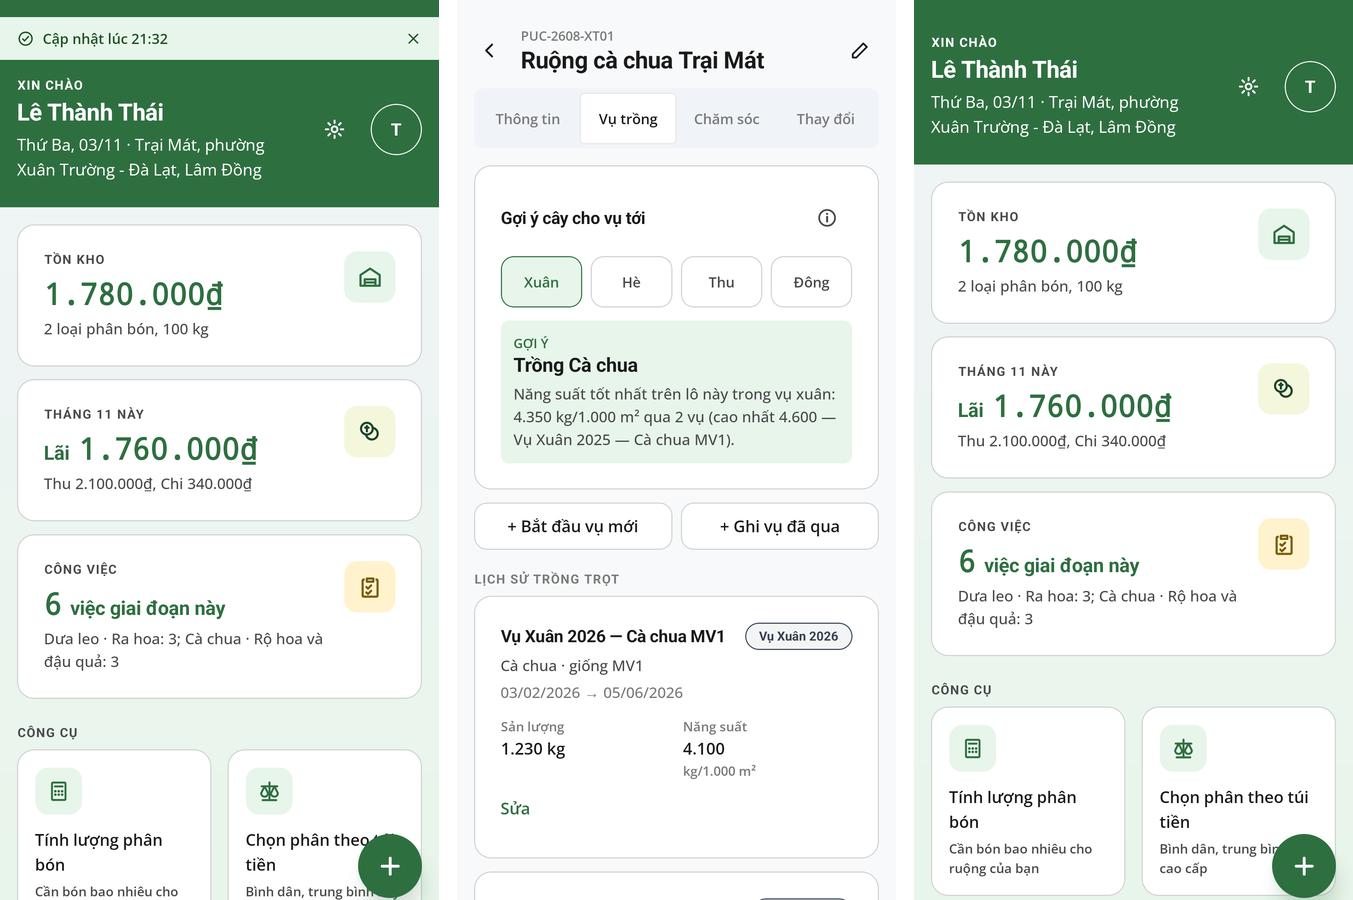 Cập nhật lúc 21:32
XIN CHÀO
Lê Thành Thái
Thứ Ba, 03/11 · Trại Mát, phường
Xuân Trường - Đà Lạt, Lâm Đồng
T
TỒN KHO
1.780.000₫
2 loại phân bón, 100 kg
THÁNG 11 NÀY
Lãi 1.760.000₫
Thu 2.100.000₫, Chi 340.000₫
CÔNG VIỆC
6 việc giai đoạn này
Dưa leo · Ra hoa: 3; Cà chua · Rộ hoa và
đậu quả: 3
CÔNG CỤ
Tính lượng phân
bón
Cần bón bao nhiêu cho
Chọn phân theo
tiền
Bình dân, trung bình
PUC-2608-XT01
Ruộng cà chua Trại Mát
Thông tin
Vụ trồng
Chăm sóc
Thay đổi
Gợi ý cây cho vụ tới
Xuân
Hè
Thu
Đông
GỢI Ý
Trồng Cà chua
Năng suất tốt nhất trên lô này trong vụ xuân:
4.350 kg/1.000 m² qua 2 vụ (cao nhất 4.600 —
Vụ Xuân 2025 — Cà chua MV1).
+ Bắt đầu vụ mới
+ Ghi vụ đã qua
LỊCH SỬ TRỒNG TRỌT
Vụ Xuân 2026 — Cà chua MV1
Vụ Xuân 2026
Cà chua · giống MV1
03/02/2026 → 05/06/2026
Sản lượng
1.230 kg
Năng suất
4.100
kg/1.000 m²
Sửa
XIN CHÀO
Lê Thành Thái
Thứ Ba, 03/11 · Trại Mát, phường
Xuân Trường - Đà Lạt, Lâm Đồng
T
TỒN KHO
1.780.000₫
2 loại phân bón, 100 kg
THÁNG 11 NÀY
Lãi 1.760.000₫
Thu 2.100.000₫, Chi 340.000₫
CÔNG VIỆC
6 việc giai đoạn này
Dưa leo · Ra hoa: 3; Cà chua · Rộ hoa và
đậu quả: 3
CÔNG CỤ
Tính lượng phân
bón
Cần bón bao nhiêu cho
ruộng của bạn
Chọn phân theo túi
tiền
Bình dân, trung
cao cấp